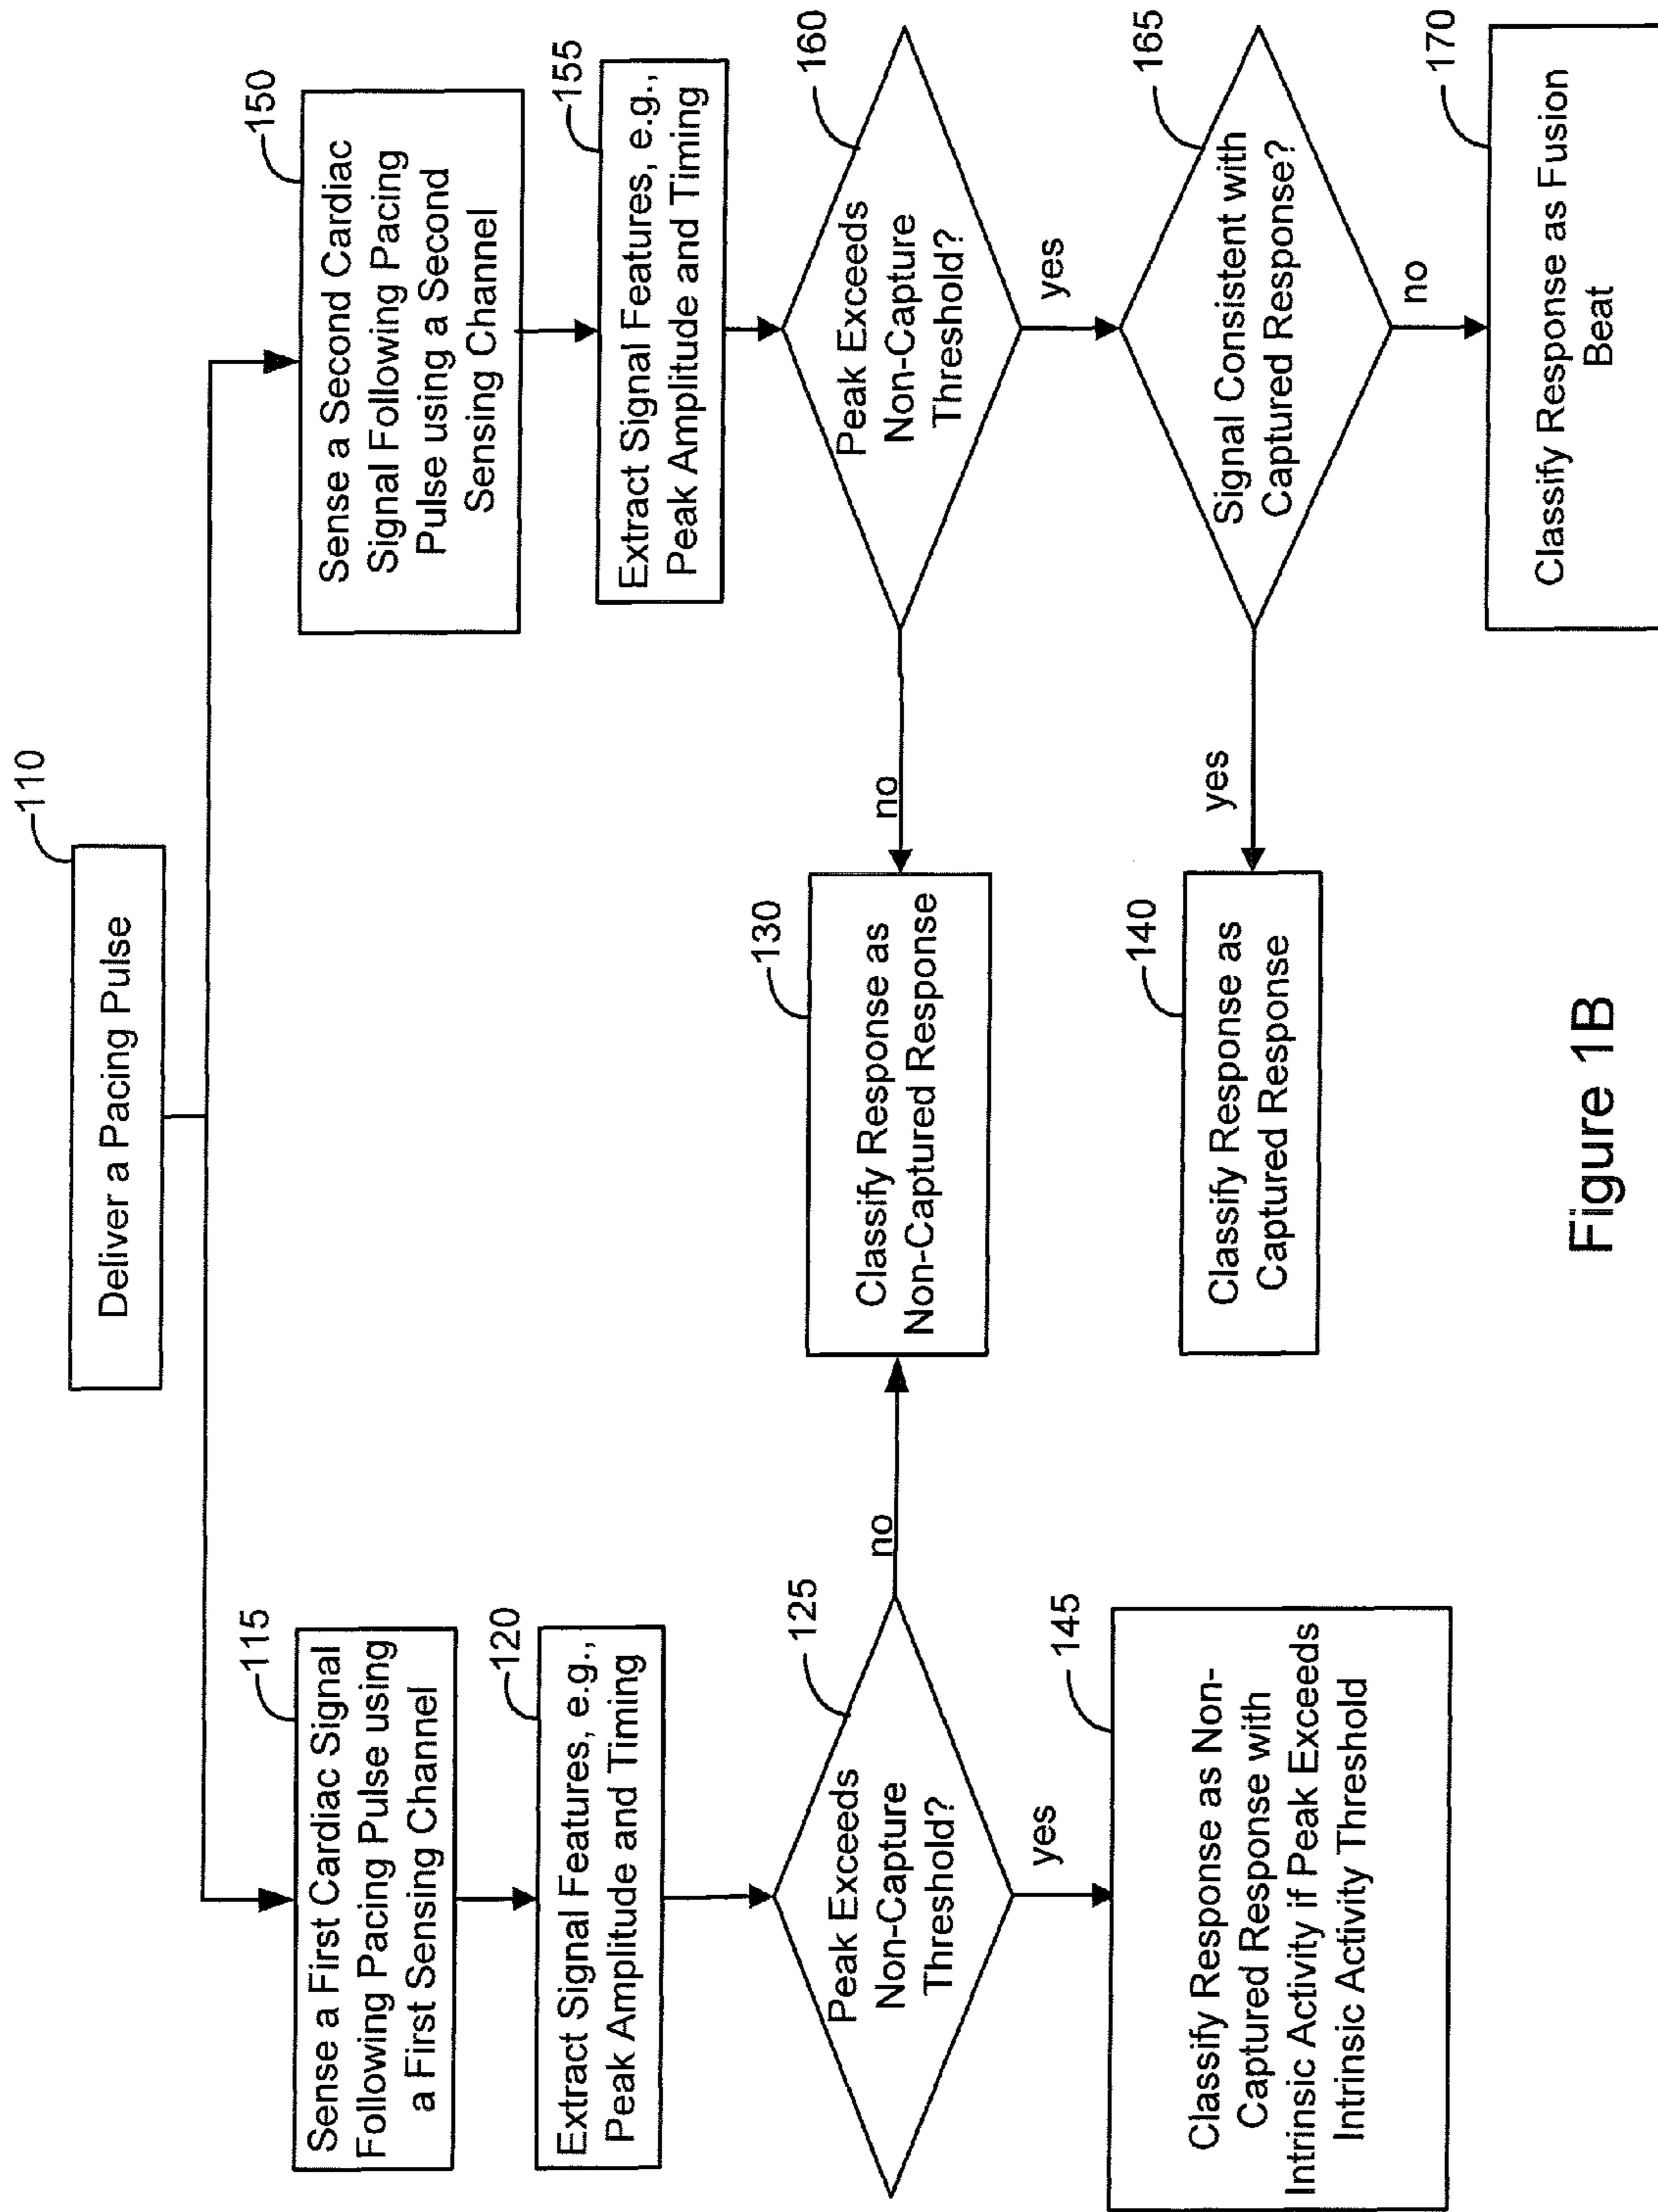 Deliver a Pacing Pulse
110
Sense a First Cardiac Signal
Following Pacing Pulse using
a First Sensing Channel
115
Extract Signal Features, e.g.,
Peak Amplitude and Timing
120
Peak Exceeds
Non-Capture
Threshold?
125
no
yes
Classify Response as Non-
Captured Response with
Intrinsic Activity if Peak Exceeds
Intrinsic Activity Threshold
145
Classify Response as
Non-Captured Response
130
Classify Response as
Captured Response
140
Sense a Second Cardiac
Signal Following Pacing
Pulse using a Second
Sensing Channel
150
Extract Signal Features, e.g.,
Peak Amplitude and Timing
155
Peak Exceeds
Non-Capture
Threshold?
160
no
yes
Signal Consistent with
Captured Response?
165
yes
no
Classify Response as Fusion
Beat
170
Figure 1B